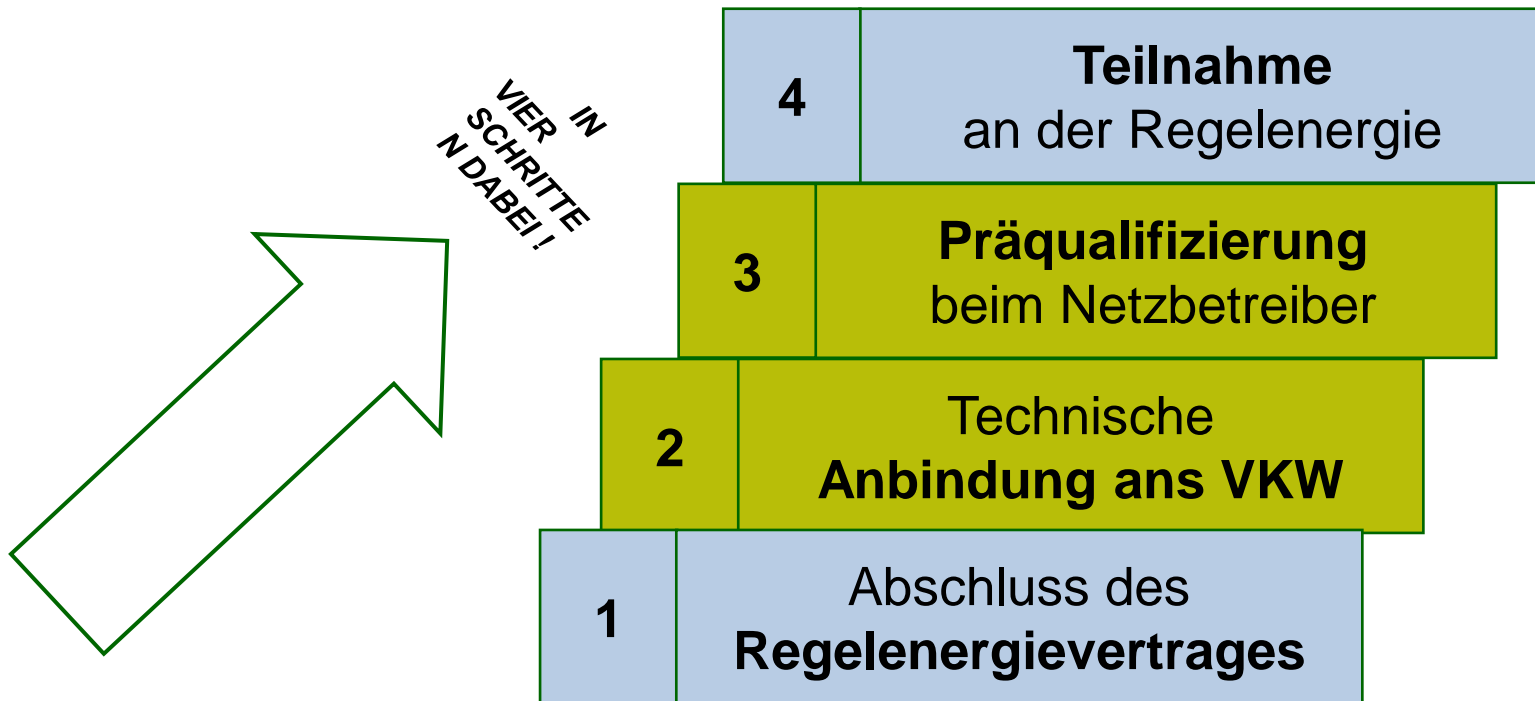 IN
VIER
SCHRITTE
N DABEI !
4
Teilnahme
an der Regelenergie
3
Präqualifizierung
beim Netzbetreiber
2
Technische
Anbindung ans VKW
1
Abschluss des
Regelenergievertrages